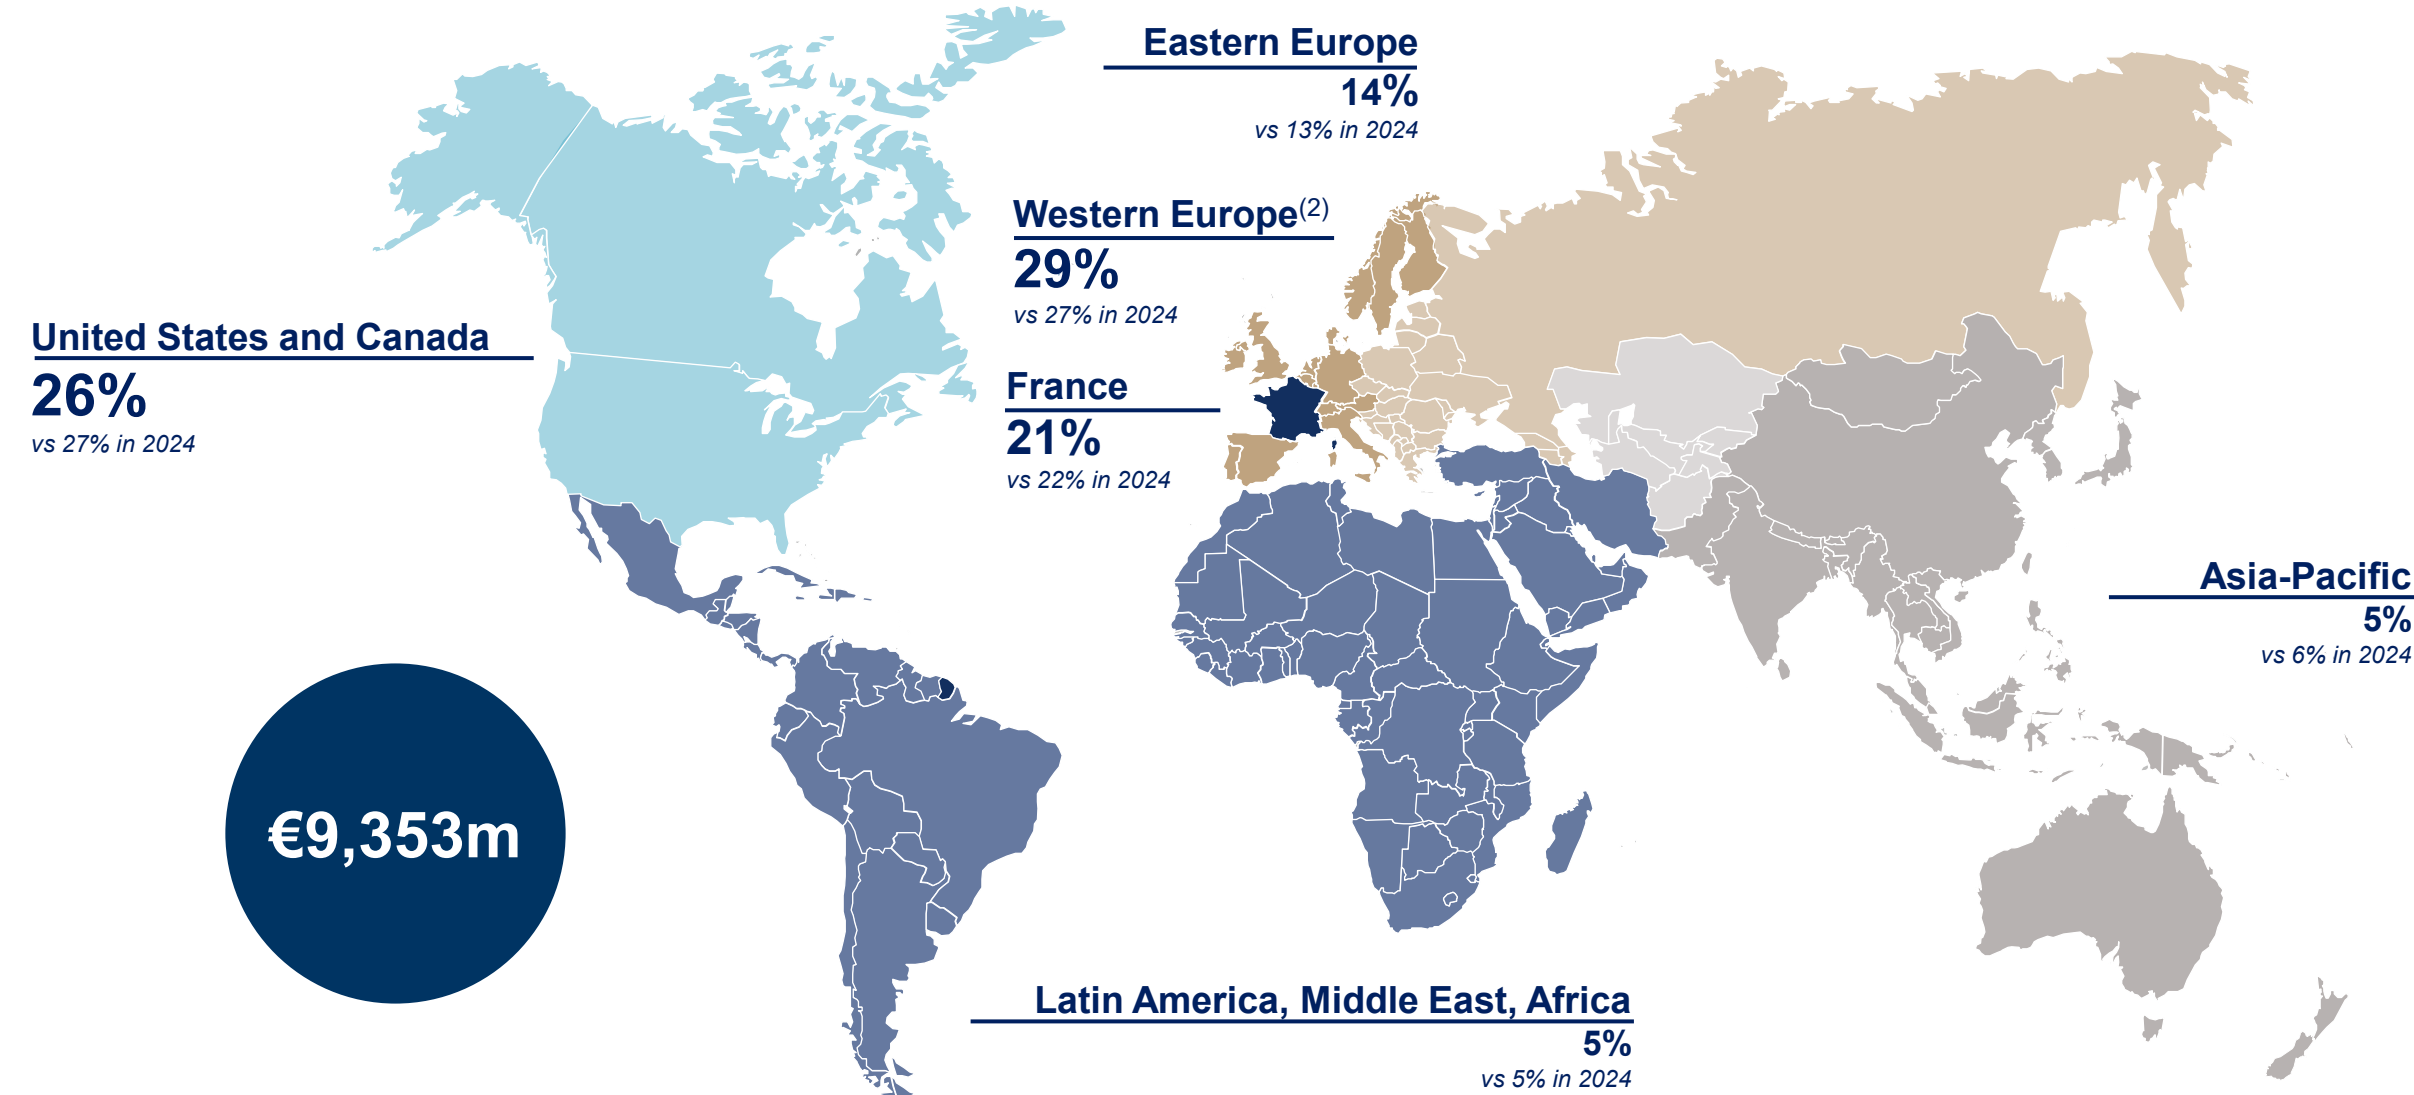 Eastern Europe
14%
vs 13% in 2024
Western Europe(2)
29%
vs 27% in 2024
United States and Canada
26%
vs 27% in 2024
France
21%
vs 22% in 2024
Asia-Pacific
5%
vs 6% in 2024
€9,353m
Latin America, Middle East, Africa
5%
vs 5% in 2024